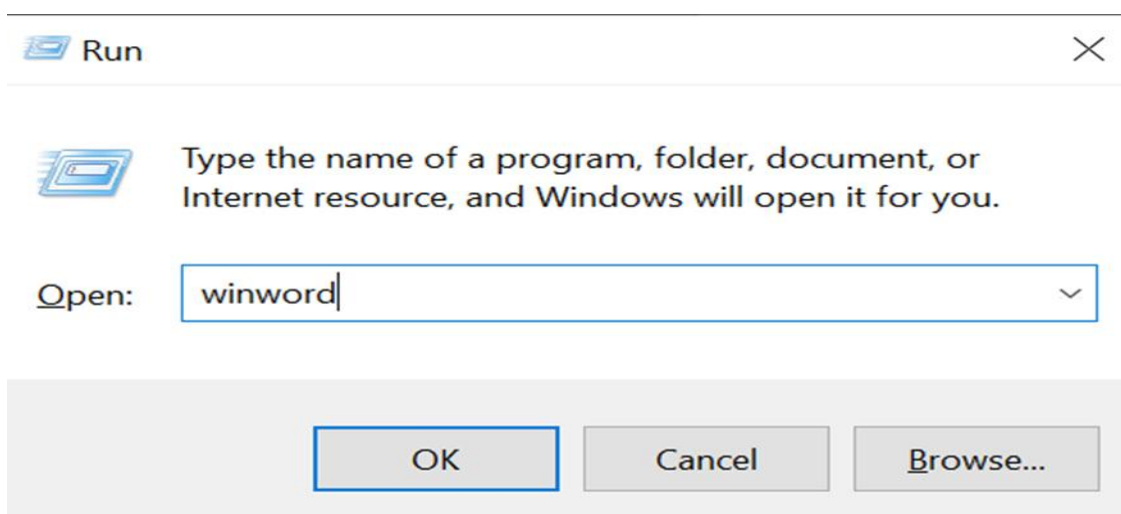 Run
Type the name of a program, folder, document, or
Internet resource, and Windows will open it for you.
Open: winword
OK Cancel Browse...